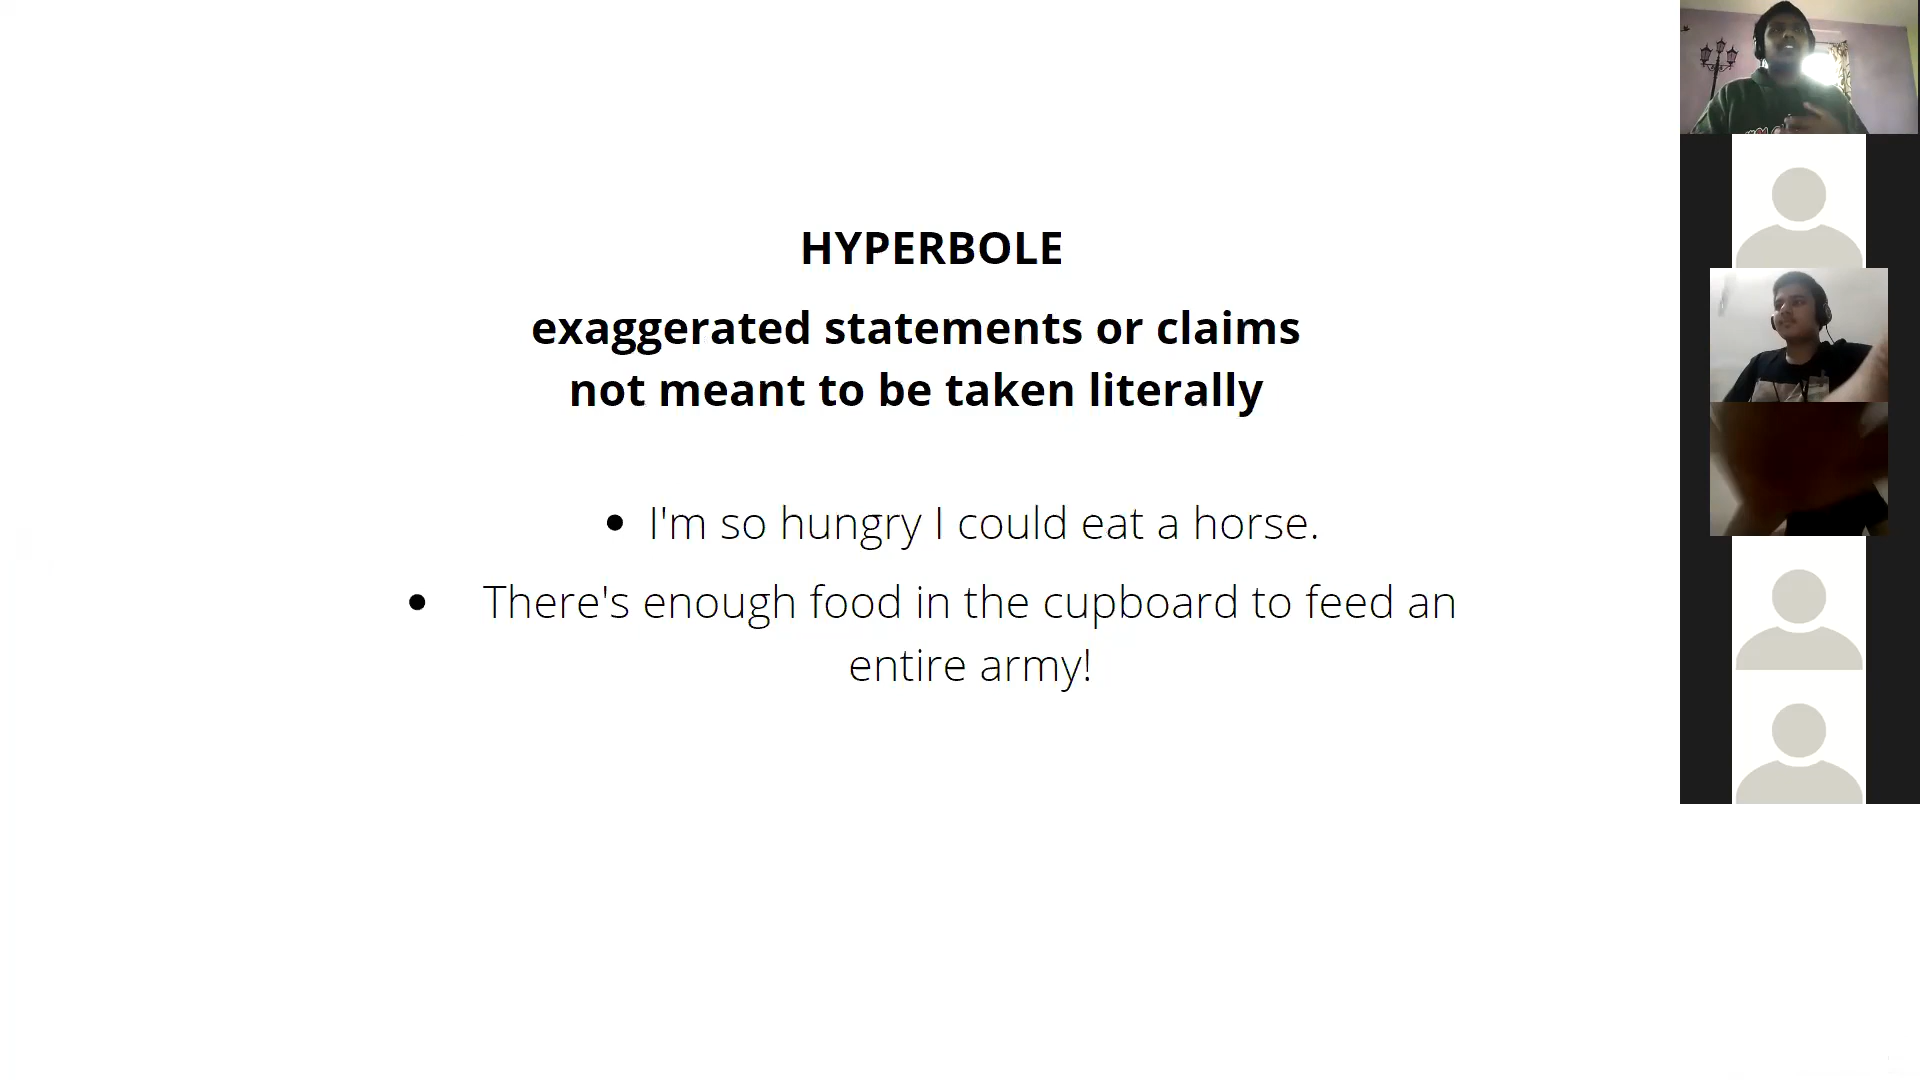 HYPERBOLE
exaggerated statements or claims
not meant to be taken literally
• I'm so hungry I could eat a horse.
• There's enough food in the cupboard to feed an
entire army!